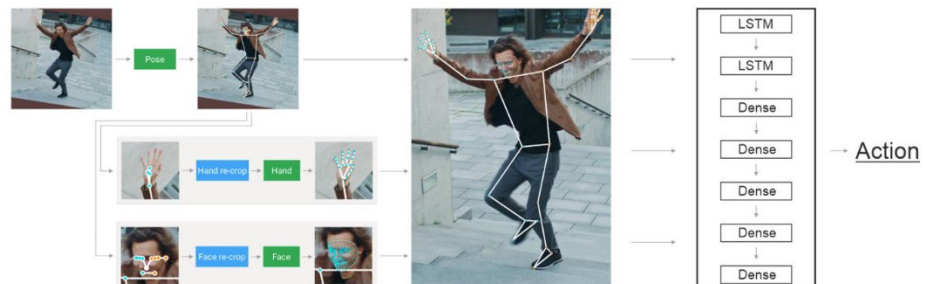 Pose
Hand re-crop
Hand
Face re-crop
Face
LSTM
LSTM
Dense
Dense
Dense
Dense
Dense
Action